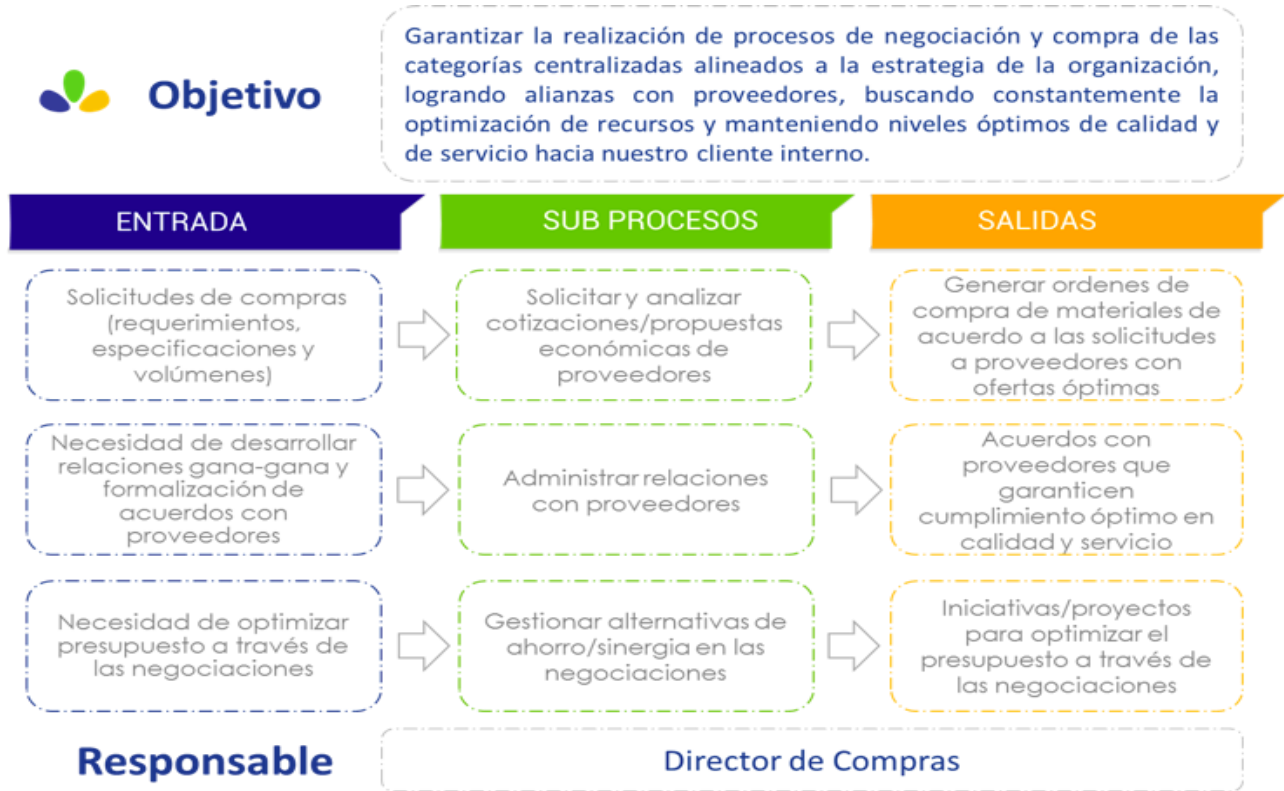 Objetivo
Garantizar la realización de procesos de negociación y compra de las
categorías centralizadas alineados a la estrategia de la organización,
logrando alianzas con proveedores, buscando constantemente la
optimización de recursos y manteniendo niveles óptimos de calidad y
de servicio hacia nuestro cliente interno.
ENTRADA
SUB PROCESOS
SALIDAS
Solicitudes de compras
(requerimientos,
especificaciones y
volúmenes)
Solicitar y analizar
cotizaciones/propuestas
económicas de
proveedores
Generar ordenes de
compra de materiales de
acuerdo a las solicitudes
a proveedores con
ofertas óptimas
Necesidad de desarrollar
relaciones gana-gana y
formalización de
acuerdos con
proveedores
Administrar relaciones
con proveedores
Acuerdos con
proveedores que
garanticen
cumplimiento óptimo en
calidad y servicio
Necesidad de optimizar
presupuesto a través de
las negociaciones
Gestionar alternativas de
ahorro/sinergia en las
negociaciones
Iniciativas/proyectos
para optimizar el
presupuesto a través de
las negociaciones
Responsable
Director de Compras